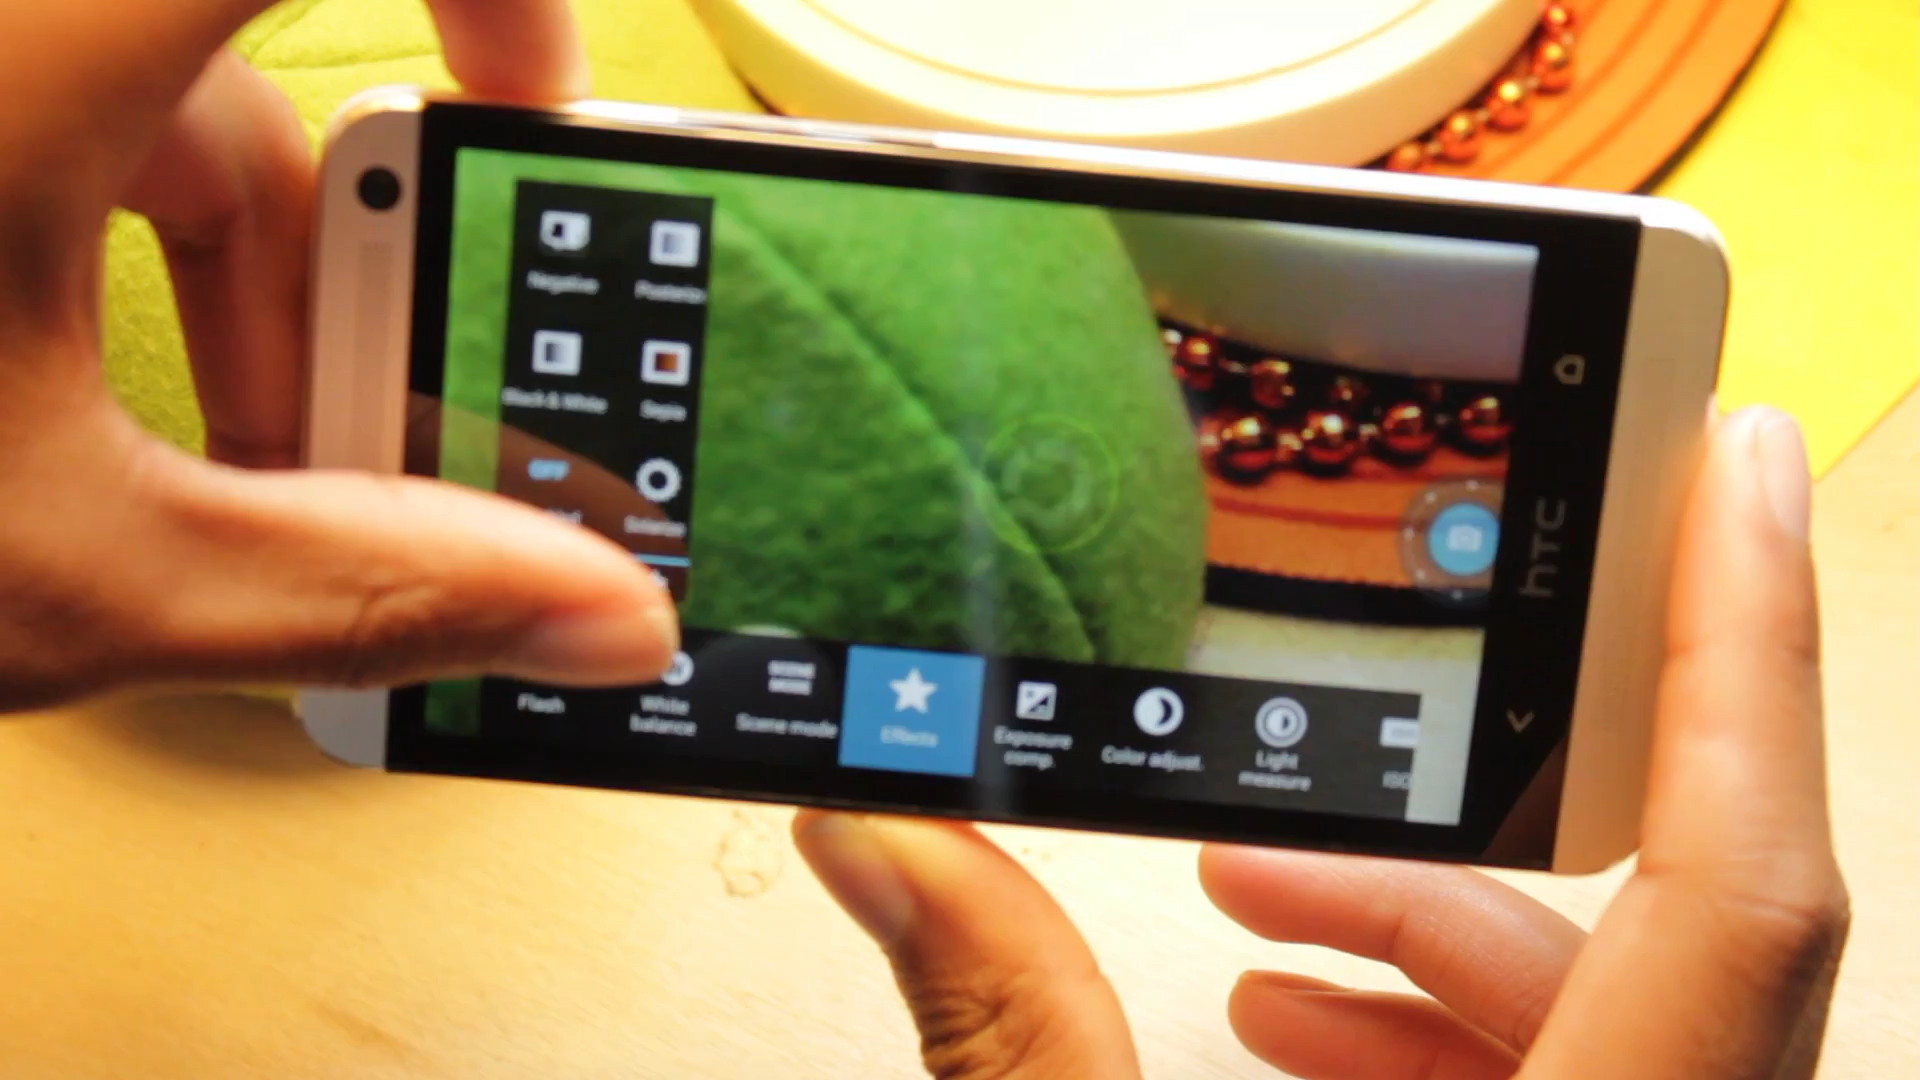 Negative
Posterize
Black & White
Sepia
OFF
Solarize
Flash
White
balance
SCENE
MODE
Scene mode
Effects
Exposure
comp.
Color adjust.
Light
measure
ISO
hTC